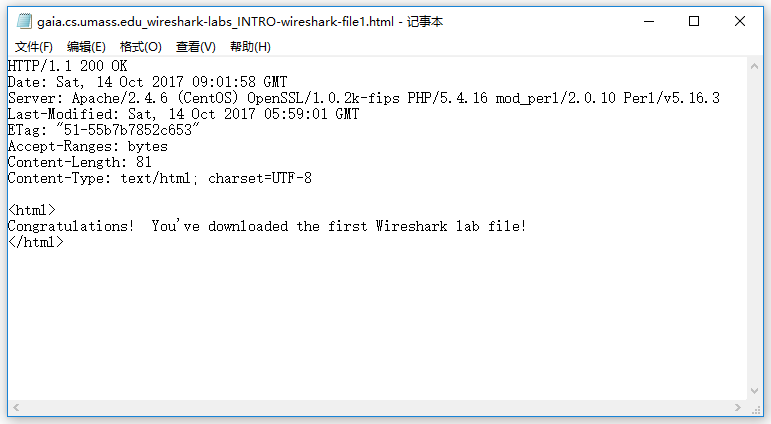 gaia.cs.umass.edu_wireshark-labs_INTRO-wireshark-file1.html - 记事本
文件(F) 编辑(E) 格式(O) 查看(V) 帮助(H)
HTTP/1.1 200 OK
Date: Sat, 14 Oct 2017 09:01:58 GMT
Server: Apache/2.4.6 (CentOS) OpenSSL/1.0.2k-fips PHP/5.4.16 mod_perl/2.0.10 Perl/v5.16.3
Last-Modified: Sat, 14 Oct 2017 05:59:01 GMT
ETag: "51-55b7b7852c653"
Accept-Ranges: bytes
Content-Length: 81
Content-Type: text/html; charset=UTF-8
<html>
Congratulations!  You've downloaded the first Wireshark lab file!
</html>